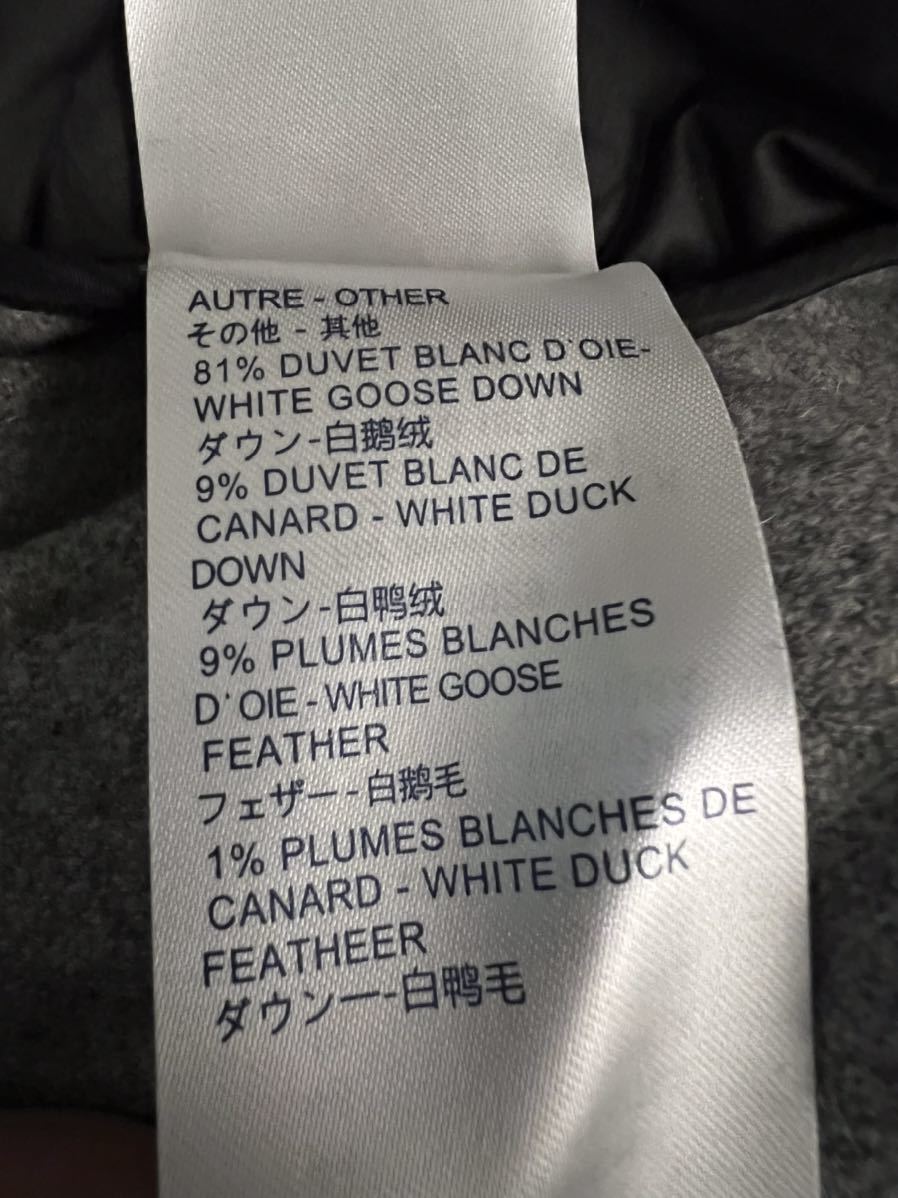 AUTRE - OTHER
その他 - 其他
81% DUVET BLANC D'OIE-
WHITE GOOSE DOWN
ダウン-白鹅绒
9% DUVET BLANC DE
CANARD - WHITE DUCK
DOWN
ダウン-白鸭绒
9% PLUMES BLANCHES
D'OIE - WHITE GOOSE
FEATHER
フェザー-白鹅毛
1% PLUMES BLANCHES DE
CANARD - WHITE DUCK
FEATHEER
ダウン一-白鸭毛